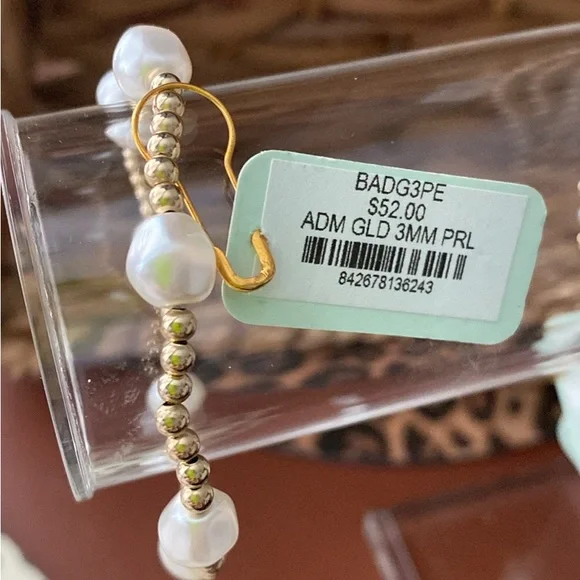 BADG3PE
$52.00
ADM GLD 3MM PRL
842678136243